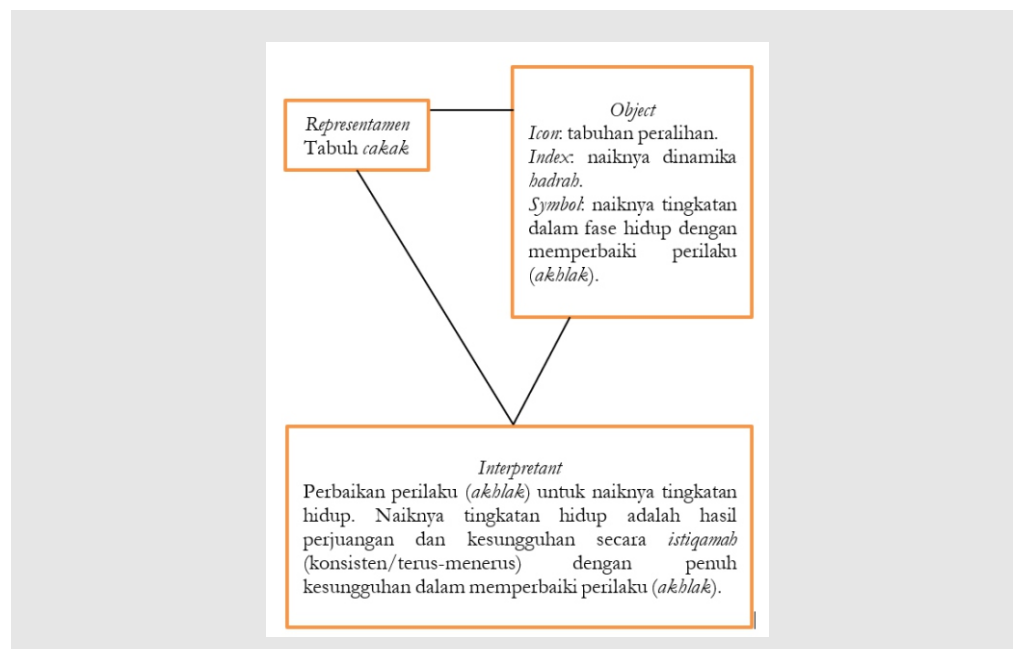 Representamen
Tabuh cakak
Object
Icon: tabuhan peralihan.
Index: naiknya dinamika
hadrah.
Symbol: naiknya tingkatan
dalam fase hidup dengan
memperbaiki perilaku
(akhlak).
Interpretant
Perbaikan perilaku (akhlak) untuk naiknya tingkatan
hidup. Naiknya tingkatan hidup adalah hasil
perjuangan dan kesungguhan secara istiqamah
(konsisten/terus-menerus) dengan penuh
kesungguhan dalam memperbaiki perilaku (akhlak).